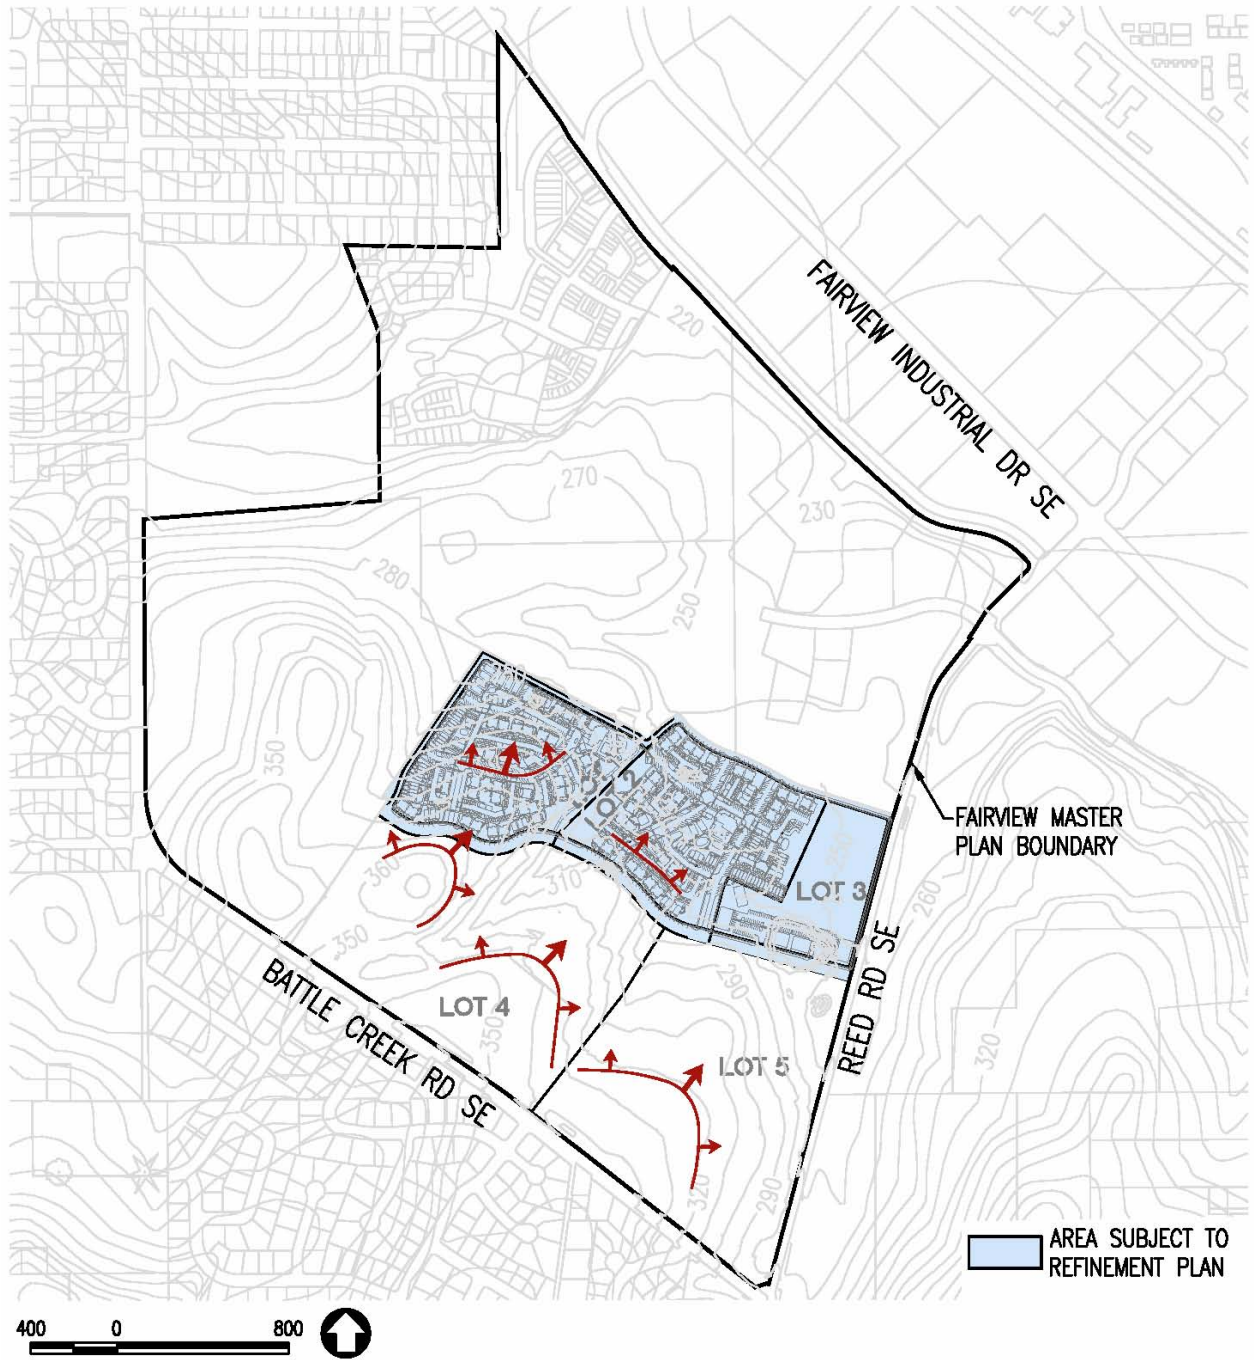 220
FAIRVIEW INDUSTRIAL DR SE
270
230
280
250
350
FAIRVIEW MASTER
PLAN BOUNDARY
LOT 3
260
360
310
350
290
BATTLE CREEK RD SE
LOT 4
350
REED RD SE
320
LOT 5
320
290
AREA SUBJECT TO
REFINEMENT PLAN
400 0 800